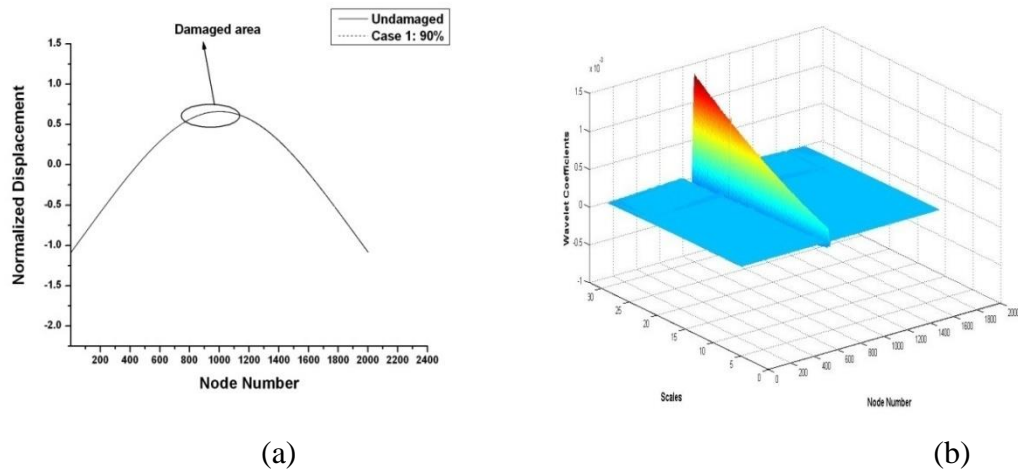 Undamaged
Case 1: 90%
Damaged area
1.5
1.0
0.5
0.0
-0.5
-1.0
-1.5
-2.0
Normalized Displacement
200 400 600 800 1000 1200 1400 1600 1800 2000 2200 2400
Node Number
(a)
1.5
1
0.5
0
-0.5
-1
Wavelet Coefficients
30
25
20
15
10
5
0
Scales
0
200
400
600
800
1000
1200
1400
1600
1800
2000
Node Number
(b)